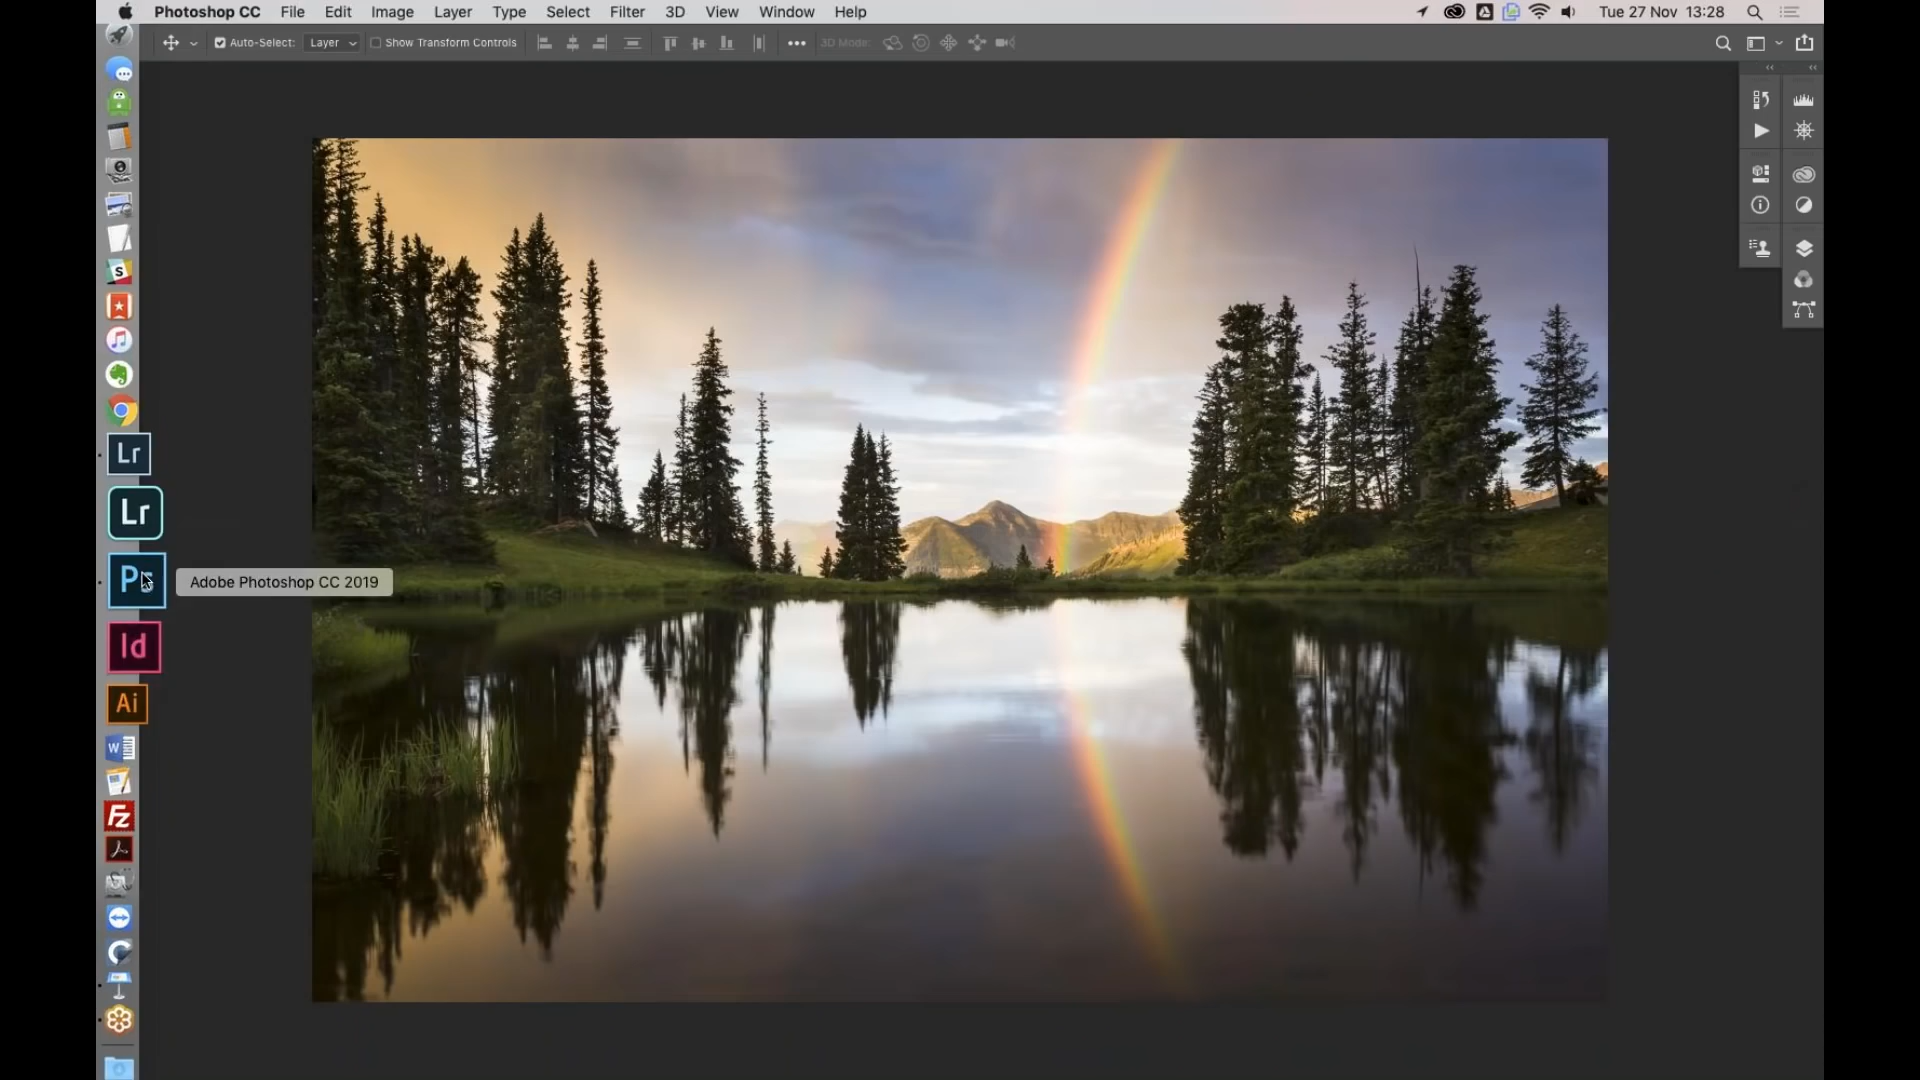 Photoshop CC File Edit Image Layer Type Select Filter 3D View Window Help Tue 27 Nov 13:28
Auto-Select: Layer Show Transform Controls 3D Mode:
S
Lr
Lr
Ps
Adobe Photoshop CC 2019
Id
Ai
W
Fz